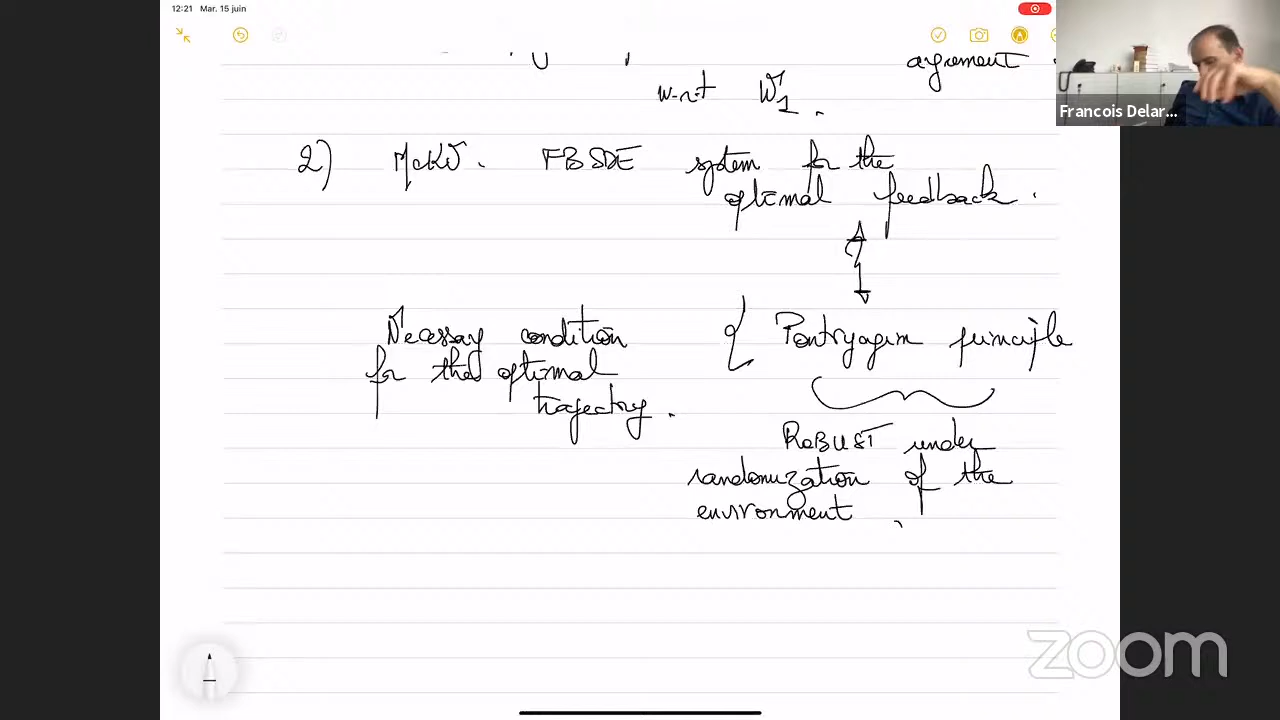 12:21 Mar. 15 juin
Francois Delar...
argument
w.r.t W1.
2) McKV. FBSDE system for the
optimal feedback.
Necessay condition
for the optimal
trajectory.
Pontryagin principle
ROBUST under
randomization of the
environment
zoom